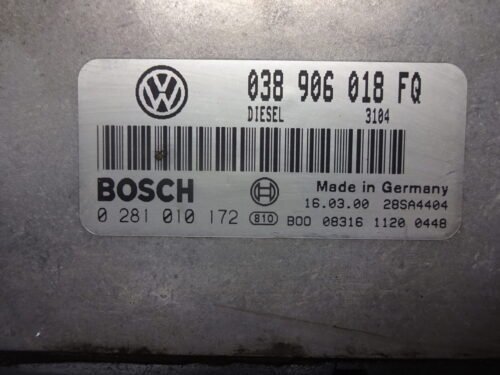 038 906 018 FQ
DIESEL 3104
BOSCH
Made in Germany
16.03.00 28SA4404
0 281 010 172 810 B00 08316 1120 0448